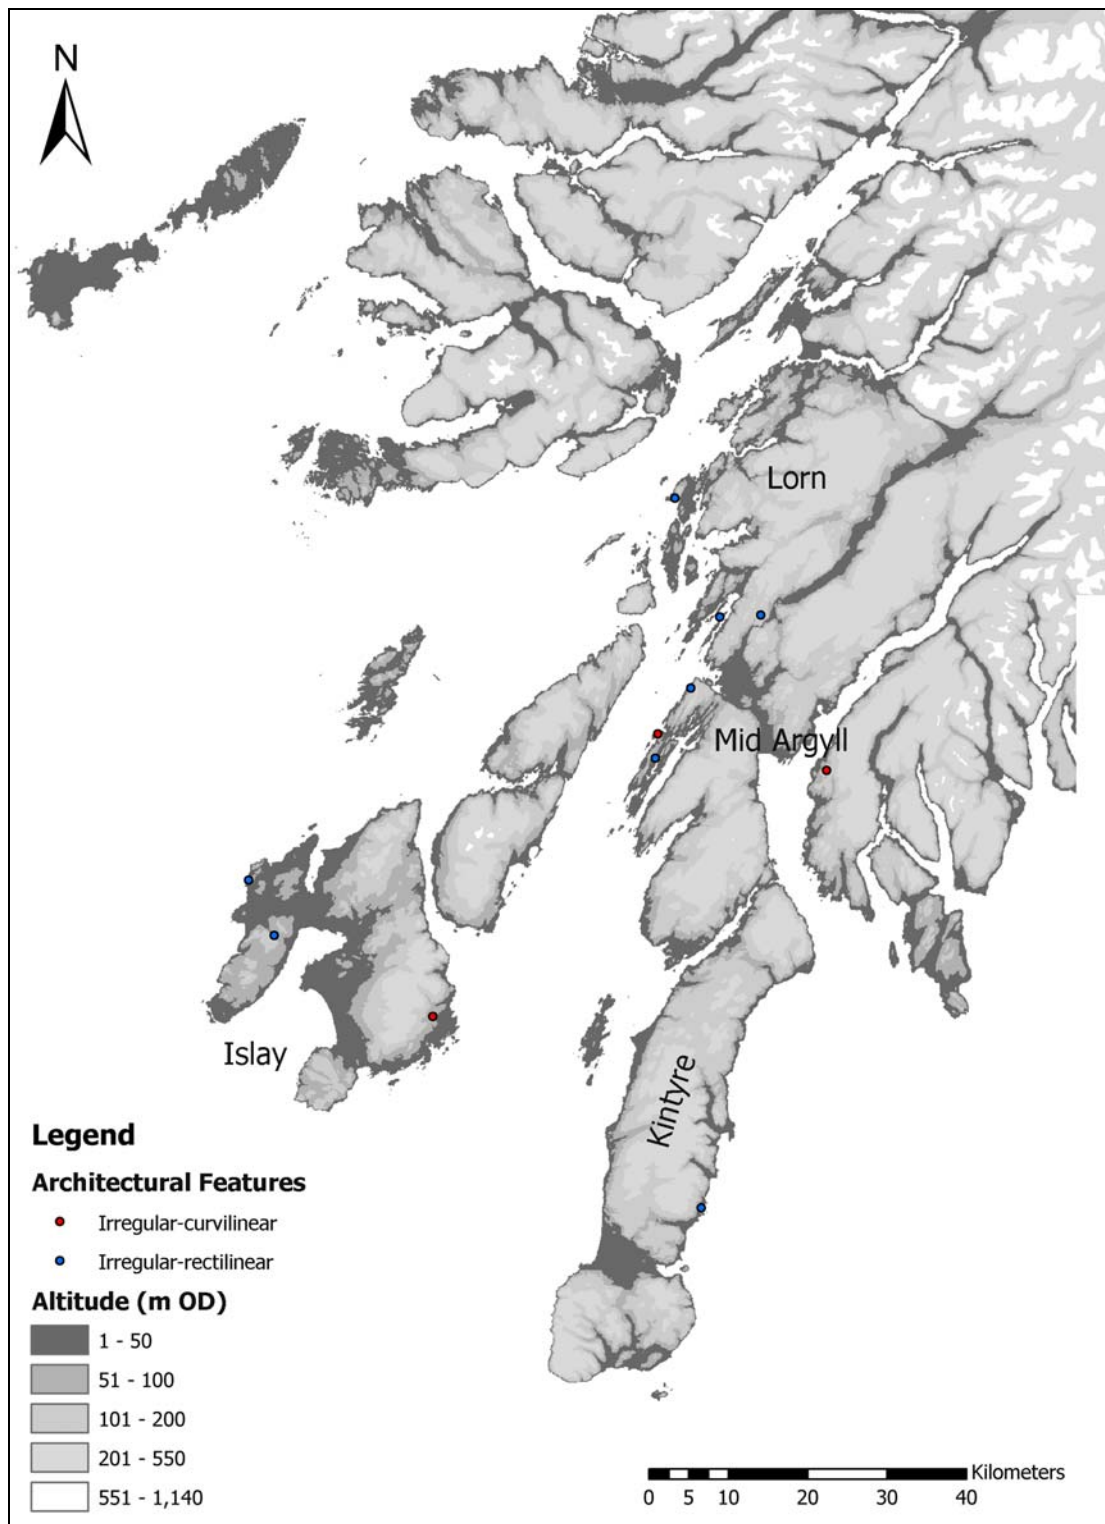 N
Lorn
Mid Argyll
Islay
Kintyre
Legend
Architectural Features
Irregular-curvilinear
Irregular-rectilinear
Altitude (m OD)
1 - 50
51 - 100
101 - 200
201 - 550
551 - 1,140
Kilometers
0 5 10 20 30 40